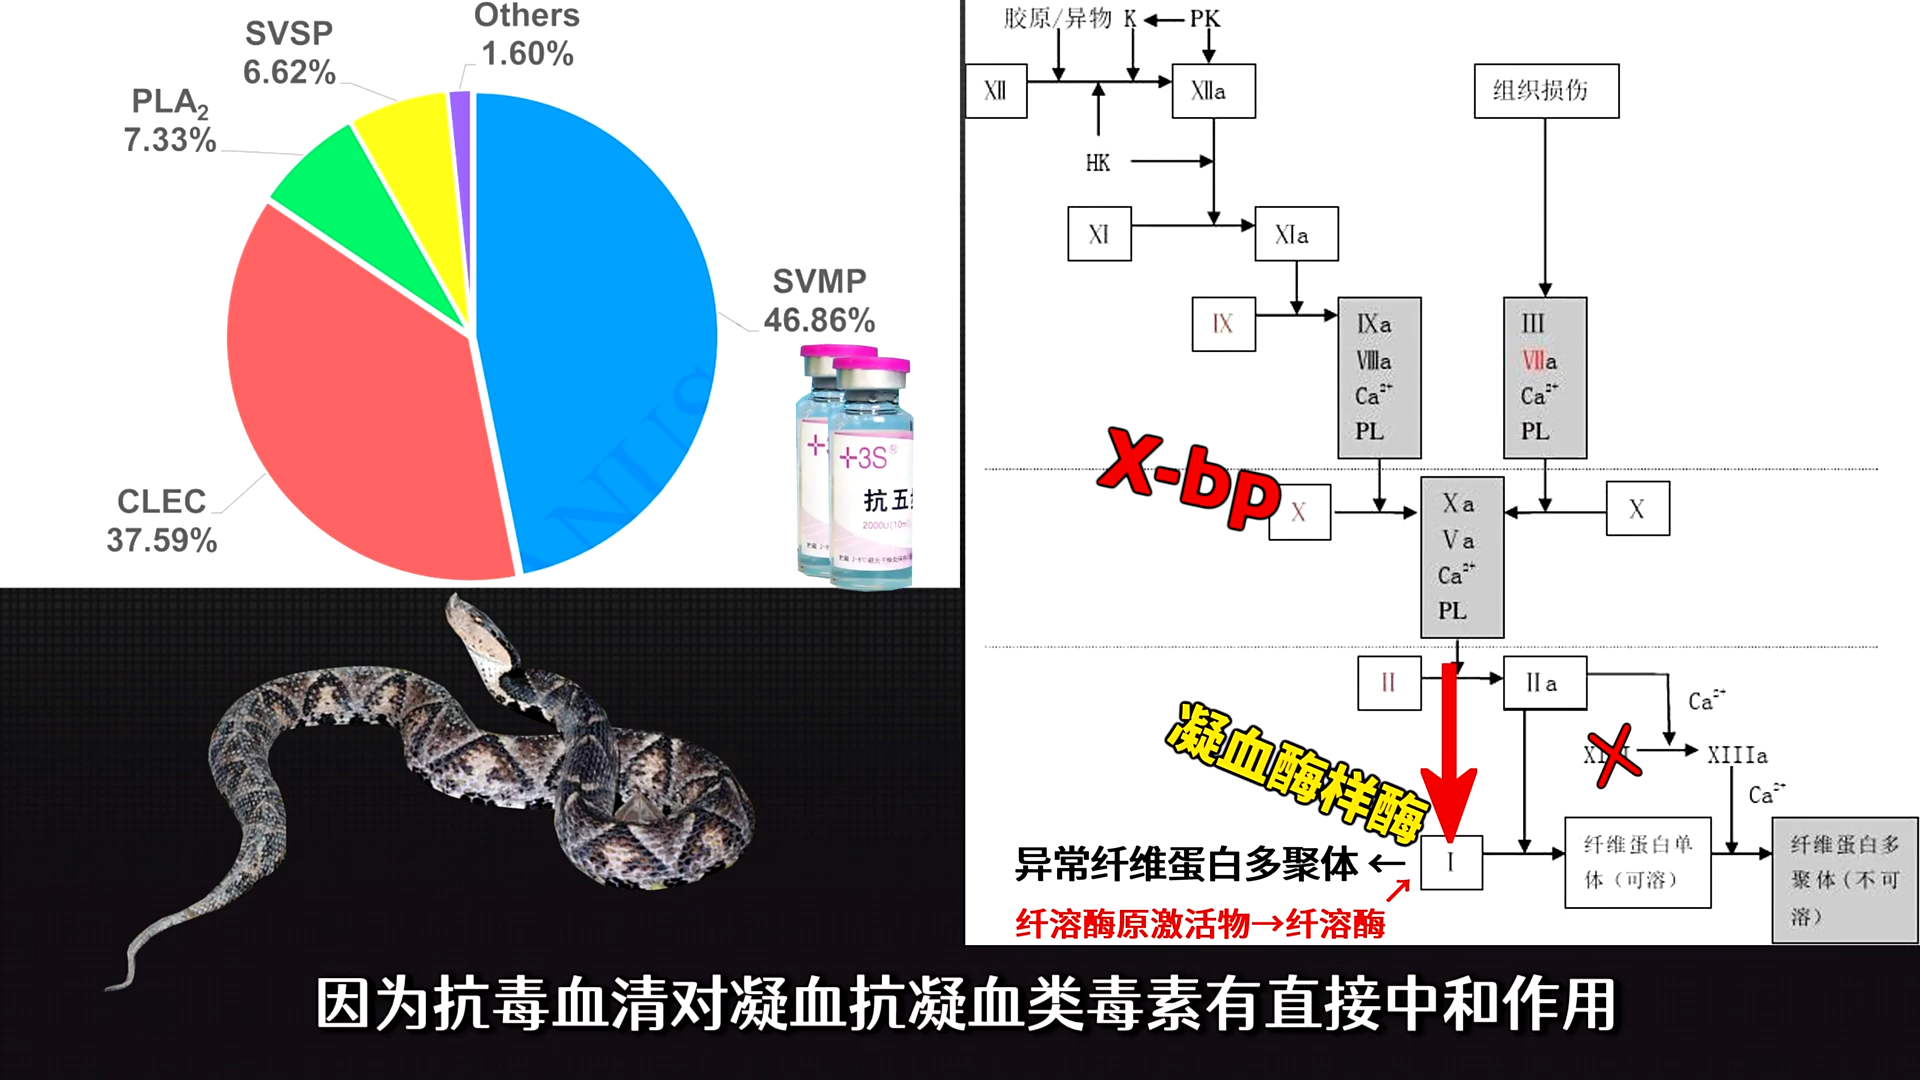 Others
1.60%
SVSP
6.62%
PLA₂
7.33%
SVMP
46.86%
CLEC
37.59%
+3S®
抗五
2000U(10ml)
胶原/异物 K ← PK
XII
XIIa
组织损伤
HK
XI
XIa
IX
IXa
VIIIa
Ca²⁺
PL
III
VIIa
Ca²⁺
PL
X-bp
X
Xa
Va
Ca²⁺
PL
X
II
IIa
Ca²⁺
XIIIa
Ca²⁺
凝血酶样酶
I
异常纤维蛋白多聚体 ←
纤溶酶原激活物→纤溶酶
纤维蛋白单
体（可溶）
纤维蛋白多
聚体(不可
溶）
因为抗毒血清对凝血抗凝血类毒素有直接中和作用